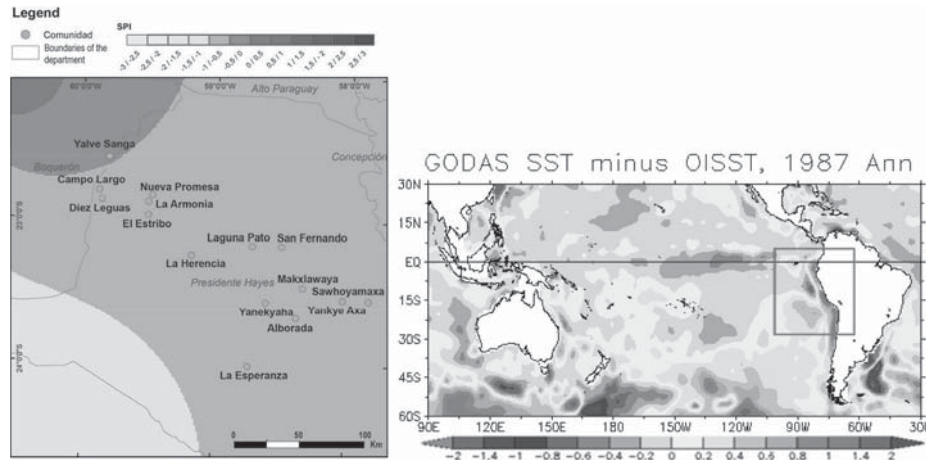 Legend
Comunidad
Boundaries of the
department
SPI
-3 / -2,5
-2,5 / -2
-2 / -1,5
-1,5 / -1
-1 / -0,5
-0,5 / 0
0 / 0,5
0,5 / 1
1 / 1,5
2 / 2,5
2,5 / 3
60°0'0"W
59°0'0"W
58°0'0"W
Alto Paraguay
Yalve Sanga
Concepción
Boquerón
Campo Largo
Nueva Promesa
Diez Leguas
La Armonia
23°0'0"S
El Estribo
Laguna Pato
San Fernando
La Herencia
Makxlawaya
Presidente Hayes
Sawhoyamaxa
Yanekyaha
Yankye Axa
Alborada
24°0'0"S
La Esperanza
0 20 40 60 80 100
Km
GODAS SST minus OISST, 1987 Ann
30N
15N
EQ
15S
30S
45S
60S
90E 120E 150E 180 150W 120W 90W 60W 30W
-2 -1.4 -1 -0.8 -0.6 -0.4 -0.2 0 0.2 0.4 0.6 0.8 1 1.4 2